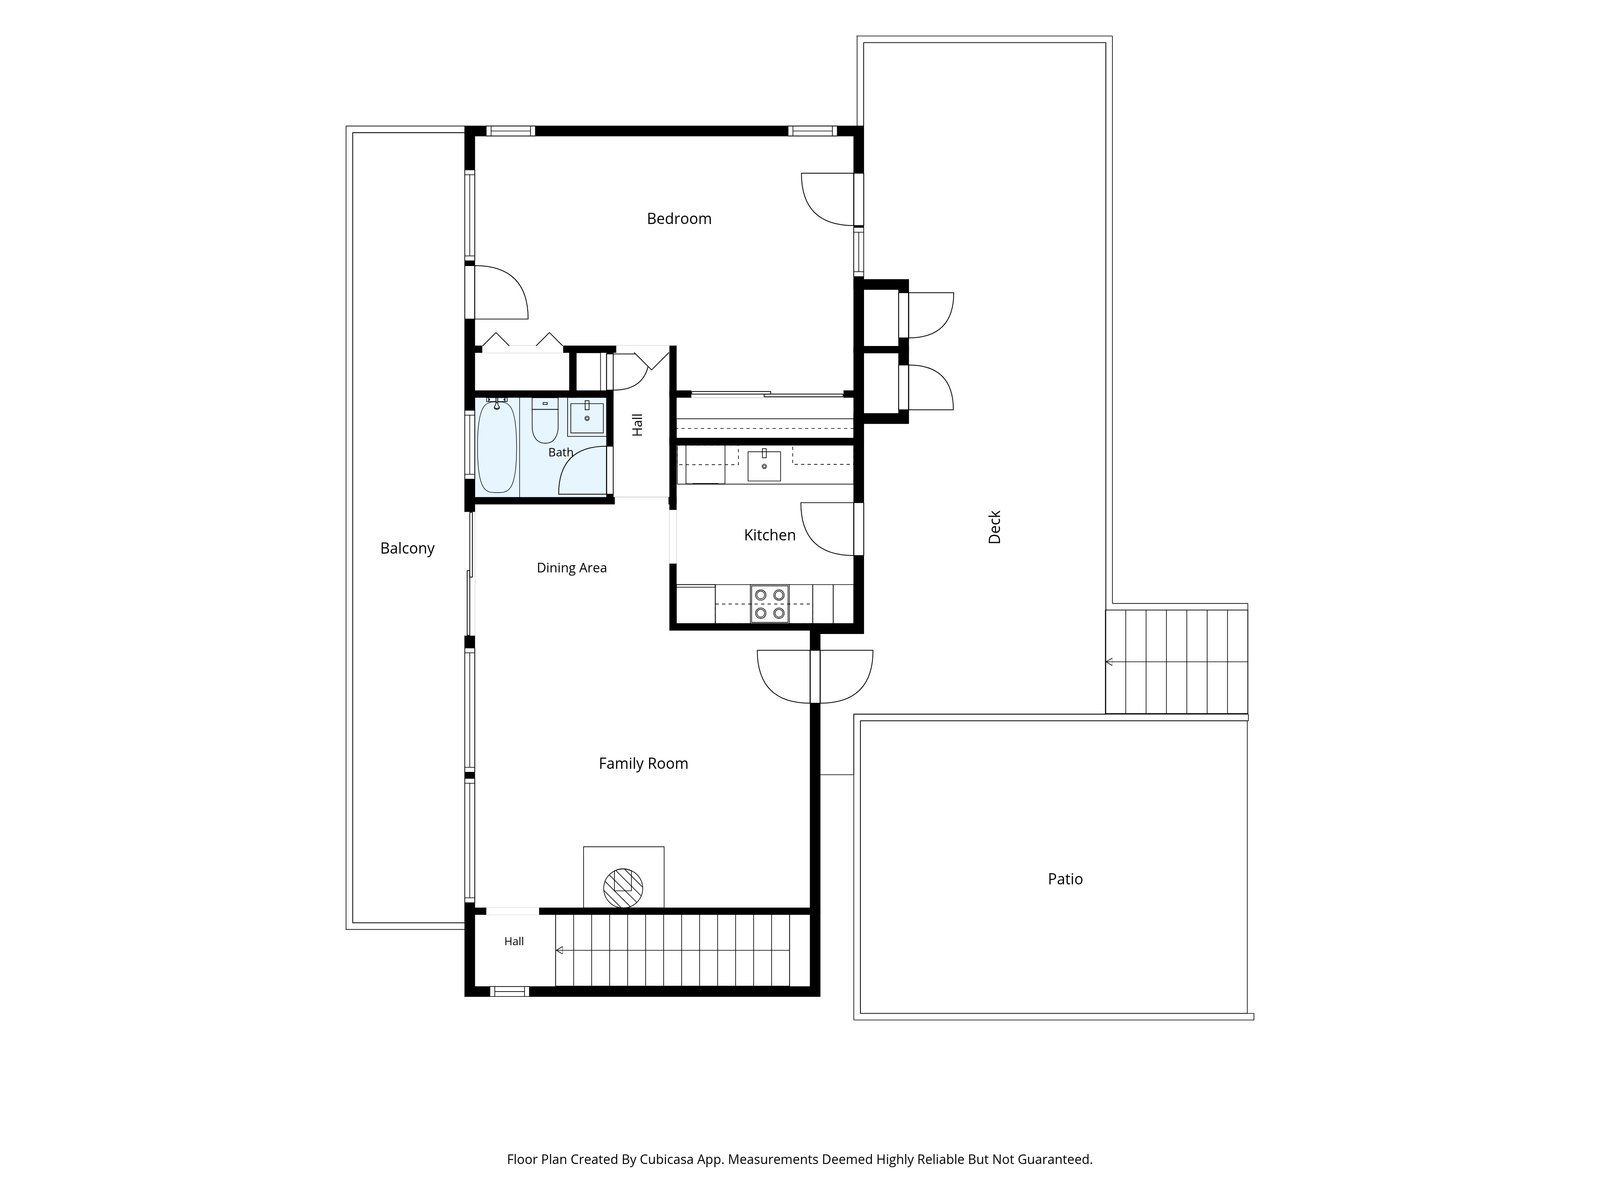 Bedroom
Hall
Bath
Kitchen
Deck
Balcony
Dining Area
Family Room
Patio
Hall
Floor Plan Created By Cubicasa App. Measurements Deemed Highly Reliable But Not Guaranteed.